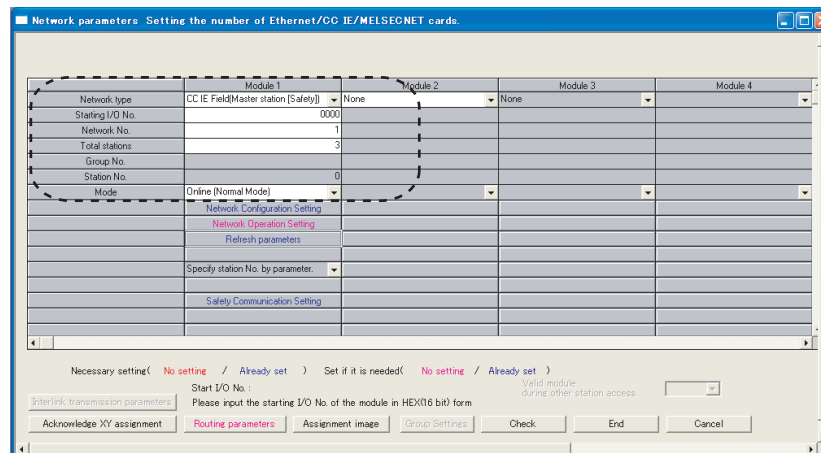 Network parameters Setting the number of Ethernet/CC IE/MELSECNET cards.
Module 1 Module 2 Module 3 Module 4
Network type CC IE Field(Master station [Safety]) None None
Starting I/O No. 0000
Network No. 1
Total stations 3
Group No.
Station No. 0
Mode Online (Normal Mode)
Network Configuration Setting
Network Operation Setting
Refresh parameters
Specify station No. by parameter.
Safety Communication Setting
Necessary setting( No setting / Already set ) Set if it is needed( No setting / Already set )
Start I/O No. : Valid module
during other station access
Interlink transmission parameters Please input the starting I/O No. of the module in HEX(16 bit) form
Acknowledge XY assignment Routing parameters Assignment image Group Settings Check End Cancel